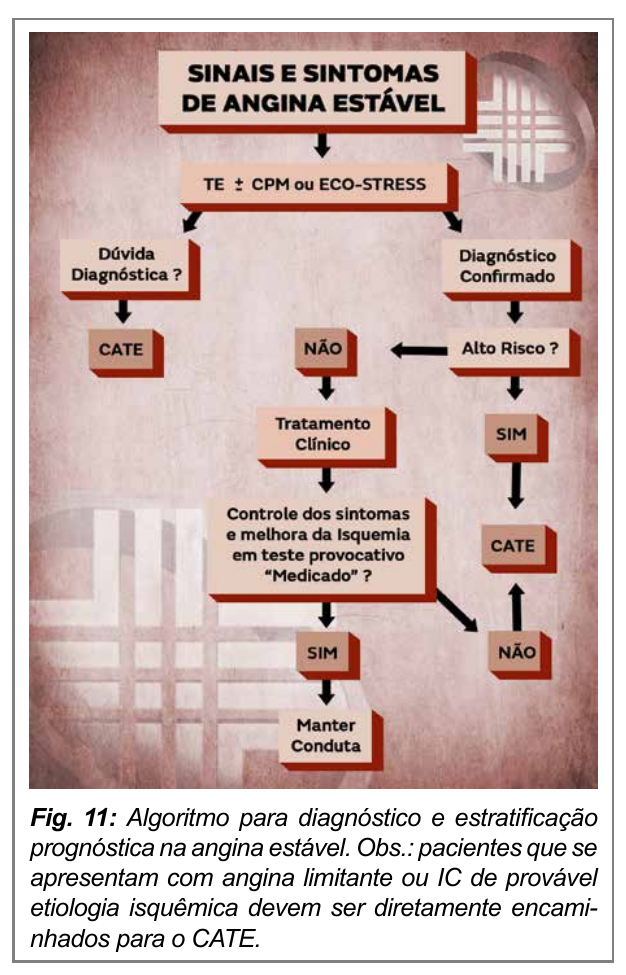 SINAIS E SINTOMAS
DE ANGINA ESTÁVEL
TE ± CPM ou ECO-STRESS
Dúvida
Diagnóstica ?
Diagnóstico
Confirmado
CATE
NÃO
Alto Risco ?
Tratamento
Clínico
SIM
Controle dos sintomas
e melhora da Isquemia
em teste provocativo
“Medicado” ?
CATE
SIM
NÃO
Manter
Conduta
Fig. 11: Algoritmo para diagnóstico e estratificação
prognóstica na angina estável. Obs.: pacientes que se
apresentam com angina limitante ou IC de provável
etiologia isquêmica devem ser diretamente encami-
nhados para o CATE.